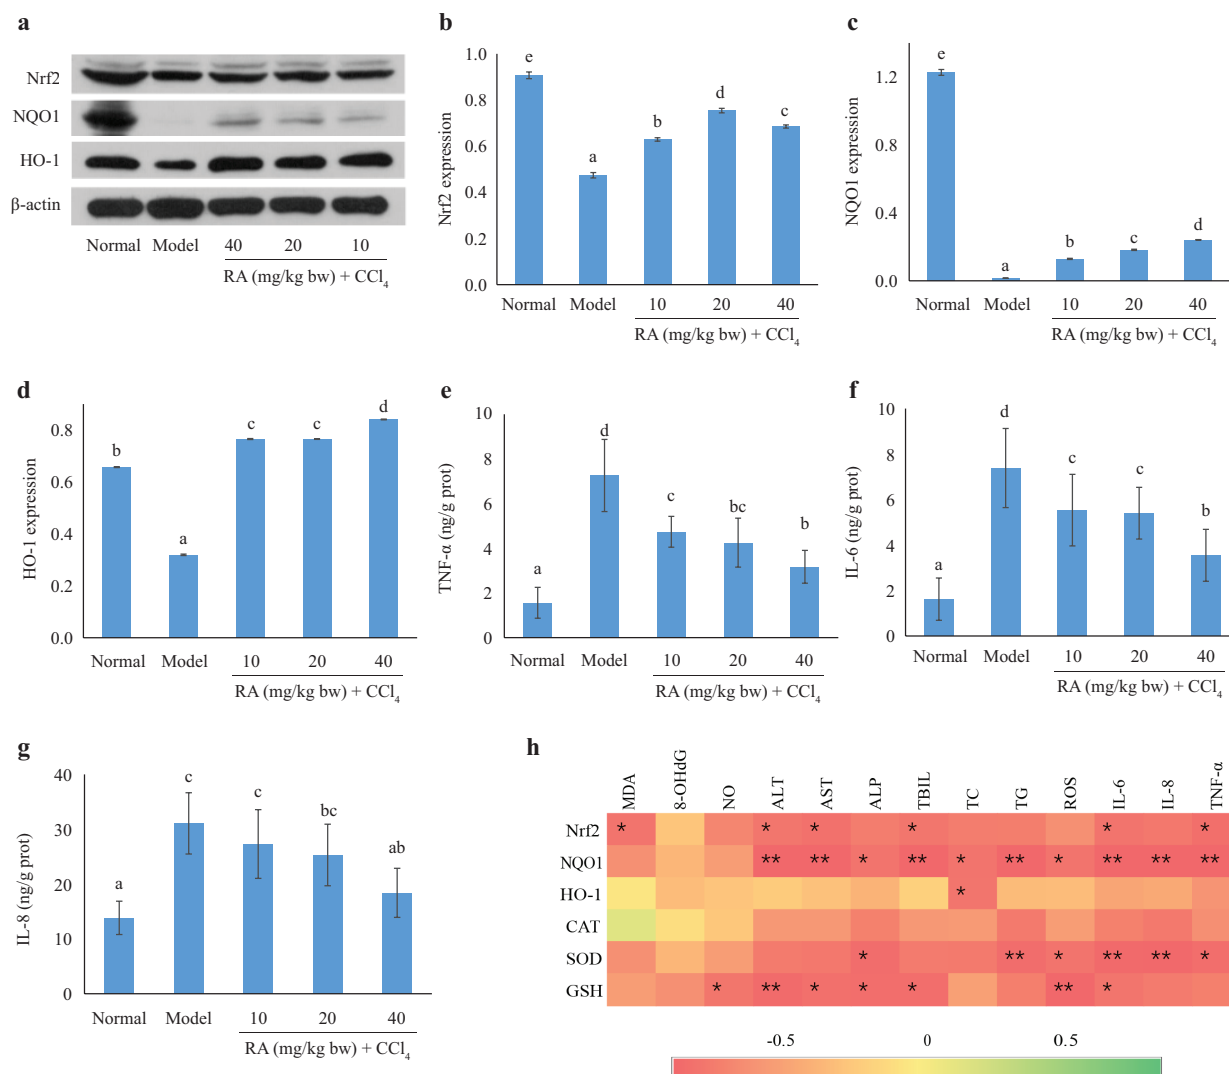 a
Nrf2
NQO1
HO-1
β-actin
Normal Model 40 20 10
RA (mg/kg bw) + CCl4
b
Nrf2 expression
1.0
0.8
0.6
0.4
0.2
0.0
e a b d c
Normal Model 10 20 40
RA (mg/kg bw) + CCl4
c
NQO1 expression
1.2
0.8
0.4
0.0
e a b c d
Normal Model 10 20 40
RA (mg/kg bw) + CCl4
d
HO-1 expression
0.8
0.6
0.4
0.2
0.0
b a c c d
Normal Model 10 20 40
RA (mg/kg bw) + CCl4
e
TNF-α (ng/g prot)
10
8
6
4
2
0
a d c bc b
Normal Model 10 20 40
RA (mg/kg bw) + CCl4
f
IL-6 (ng/g prot)
10
8
6
4
2
0
a d c c b
Normal Model 10 20 40
RA (mg/kg bw) + CCl4
g
IL-8 (ng/g prot)
40
30
20
10
0
a c c bc ab
Normal Model 10 20 40
RA (mg/kg bw) + CCl4
h
MDA 8-OHdG NO ALT AST ALP TBIL TC TG ROS IL-6 IL-8 TNF-α
Nrf2 * * * * * *
NQO1 ** ** * ** * ** * ** ** **
HO-1 *
CAT
SOD * ** * ** ** *
GSH * ** * * * ** *
-0.5 0 0.5